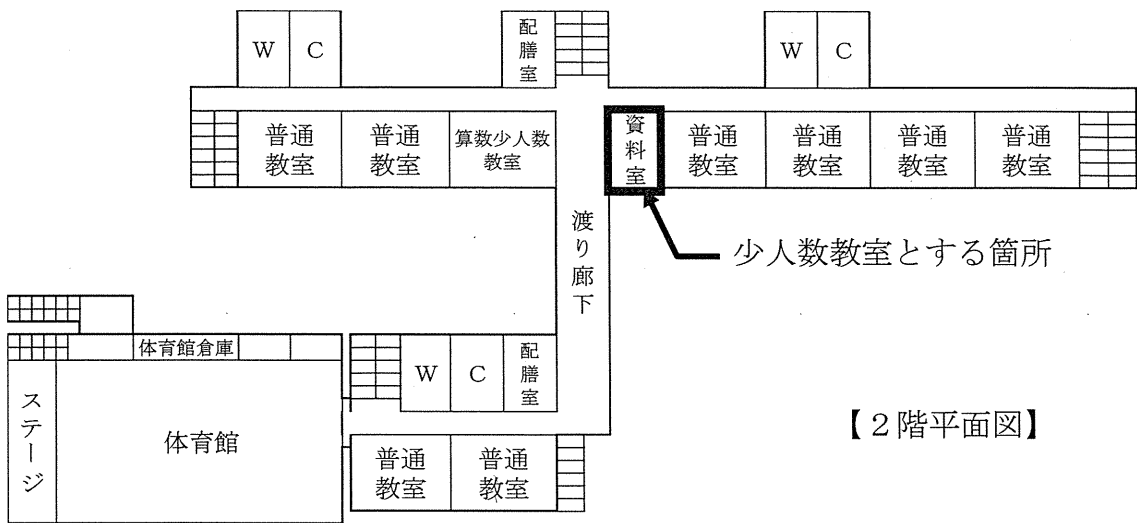 W
C
配膳室
W
C
普通
教室
普通
教室
算数少人数
教室
資料室
普通
教室
普通
教室
普通
教室
普通
教室
渡り廊下
少人数教室とする箇所
体育館倉庫
W
C
配膳室
ステージ
体育館
普通
教室
普通
教室
【２階平面図】